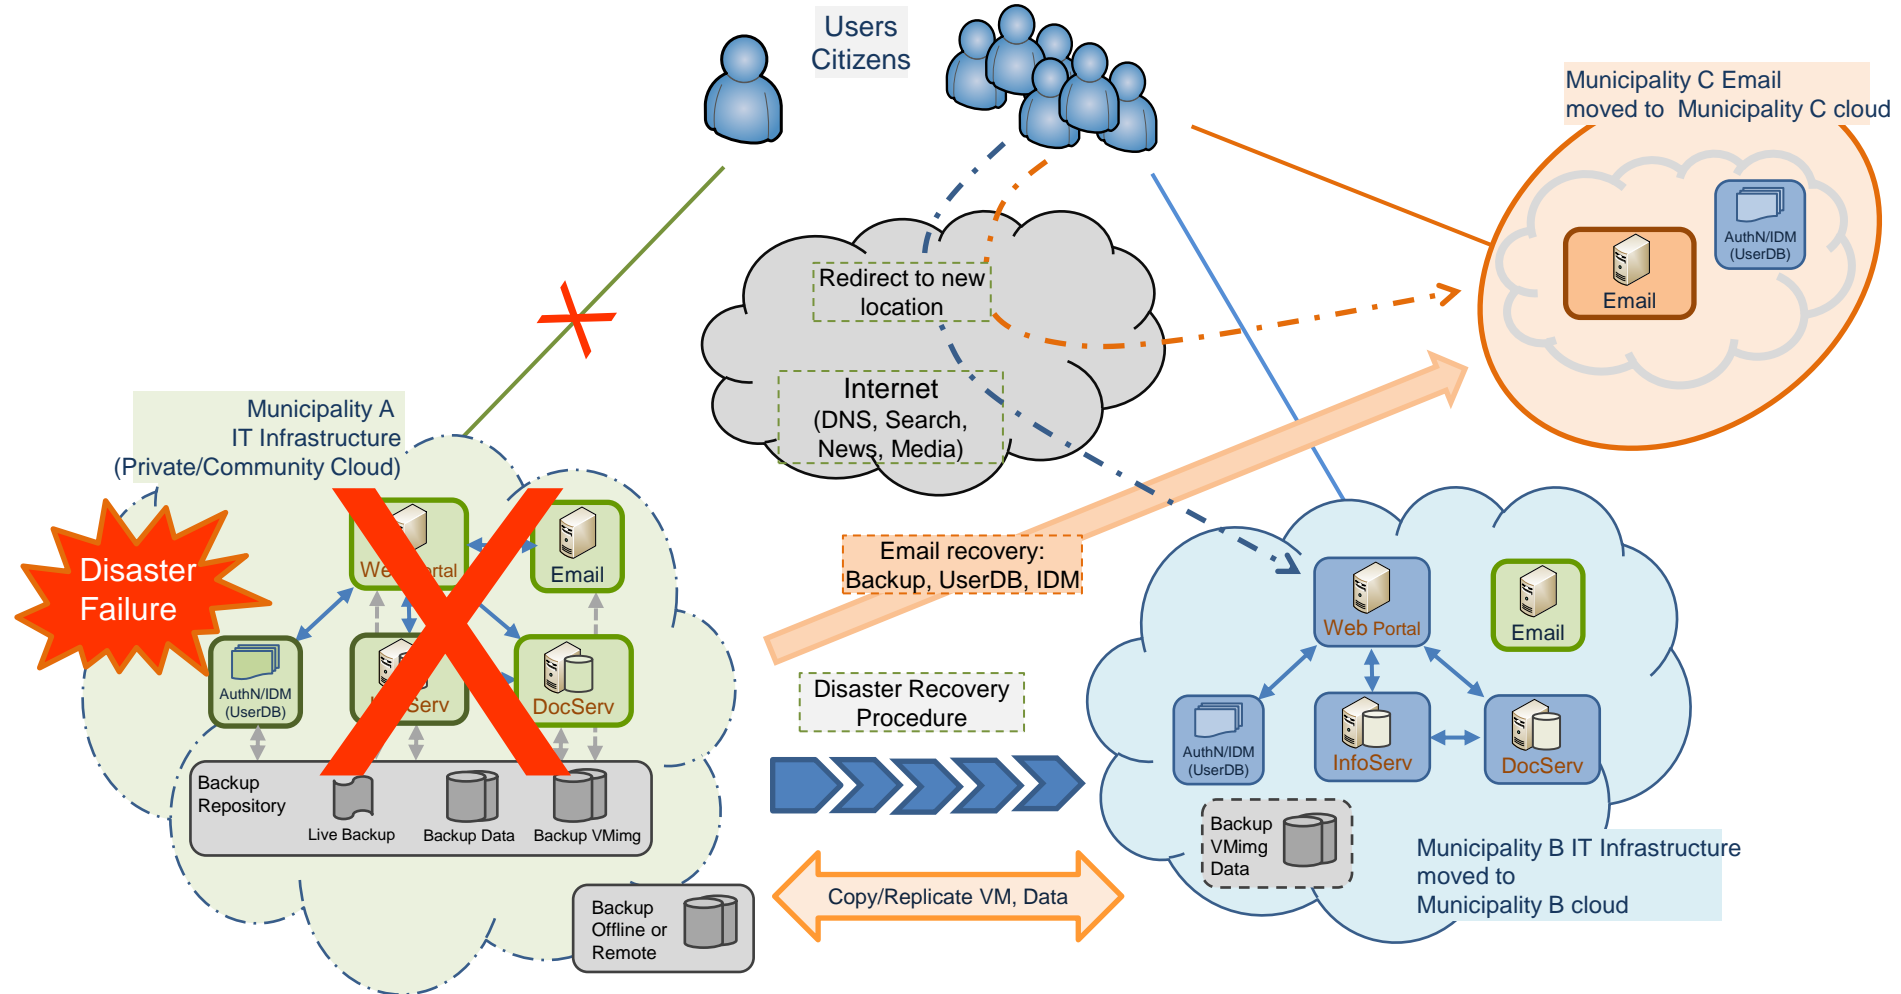 Users
Citizens
Municipality C Email
moved to Municipality C cloud
AuthN/IDM
(UserDB)
Email
Redirect to new
location
Internet
(DNS, Search,
News, Media)
Municipality A
IT Infrastructure
(Private/Community Cloud)
Disaster
Failure
Email
AuthN/IDM
(UserDB)
DocServ
Backup
Repository
Live Backup
Backup Data
Backup VMimg
Backup
Offline or
Remote
Email recovery:
Backup, UserDB, IDM
Disaster Recovery
Procedure
Copy/Replicate VM, Data
Web Portal
Email
AuthN/IDM
(UserDB)
InfoServ
DocServ
Backup
VMimg
Data
Municipality B IT Infrastructure
moved to
Municipality B cloud